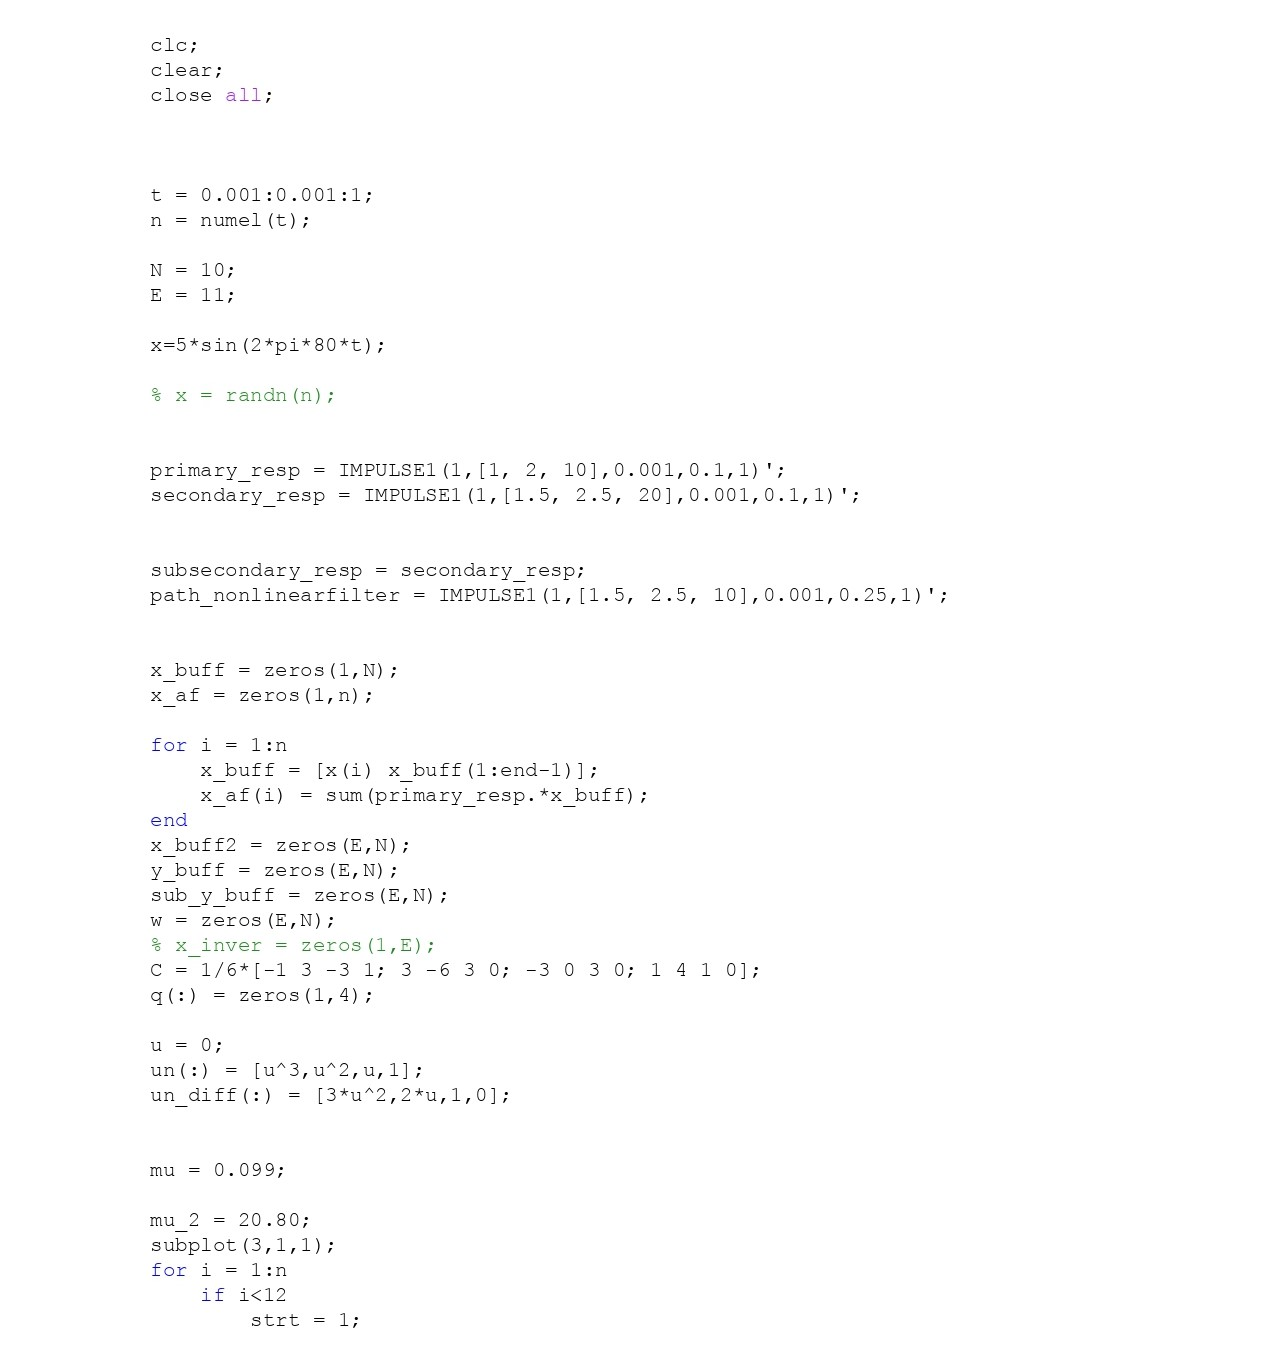 clc;
clear;
close all;
t = 0.001:0.001:1;
n = numel(t);
N = 10;
E = 11;
x=5*sin(2*pi*80*t);
% x = randn(n);
primary_resp = IMPULSE1(1,[1, 2, 10],0.001,0.1,1)';
secondary_resp = IMPULSE1(1,[1.5, 2.5, 20],0.001,0.1,1)';
subsecondary_resp = secondary_resp;
path_nonlinearfilter = IMPULSE1(1,[1.5, 2.5, 10],0.001,0.25,1)';
x_buff = zeros(1,N);
x_af = zeros(1,n);
for i = 1:n
    x_buff = [x(i) x_buff(1:end-1)];
    x_af(i) = sum(primary_resp.*x_buff);
end
x_buff2 = zeros(E,N);
y_buff = zeros(E,N);
sub_y_buff = zeros(E,N);
w = zeros(E,N);
% x_inver = zeros(1,E);
C = 1/6*[-1 3 -3 1; 3 -6 3 0; -3 0 3 0; 1 4 1 0];
q(:) = zeros(1,4);
u = 0;
un(:) = [u^3,u^2,u,1];
un_diff(:) = [3*u^2,2*u,1,0];
mu = 0.099;
mu_2 = 20.80;
subplot(3,1,1);
for i = 1:n
    if i<12
        strt = 1;